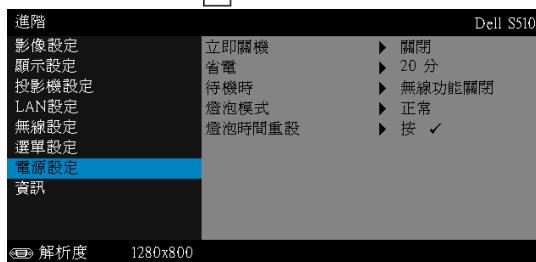 進階 Dell S510
影像設定 立即關機 ▶ 關閉
顯示設定 省電 ▶ 20 分
投影機設定 待機時 ▶ 無線功能關閉
LAN設定 燈泡模式 ▶ 正常
無線設定 燈泡時間重設 ▶ 按 ✓
選單設定
電源設定
資訊
解析度 1280x800